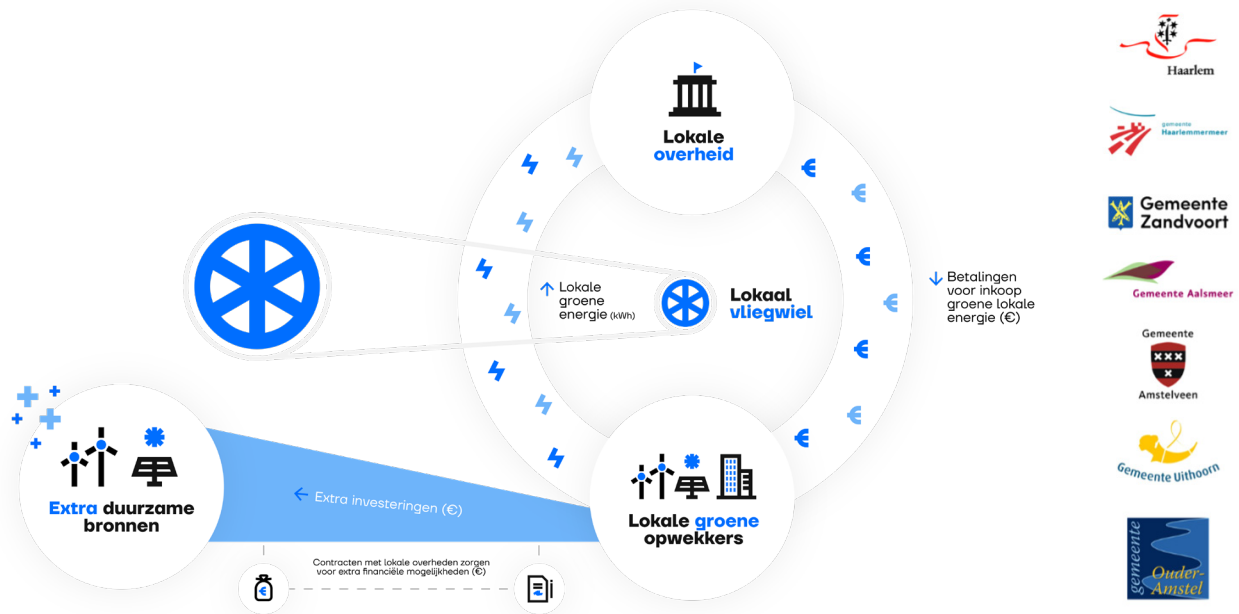 Lokale
overheid
Lokale
groene
energie (kWh)
Lokaal
vliegwiel
Betalingen
voor inkoop
groene lokale
energie (€)
Extra duurzame
bronnen
Extra investeringen (€)
Lokale groene
opwekkers
Contracten met lokale overheden zorgen
voor extra financiële mogelijkheden (€)
Haarlem
gemeente
Haarlemmermeer
Gemeente
Zandvoort
Gemeente Aalsmeer
Gemeente
Amstelveen
Gemeente Uithoorn
gemeente
Ouder-
Amstel